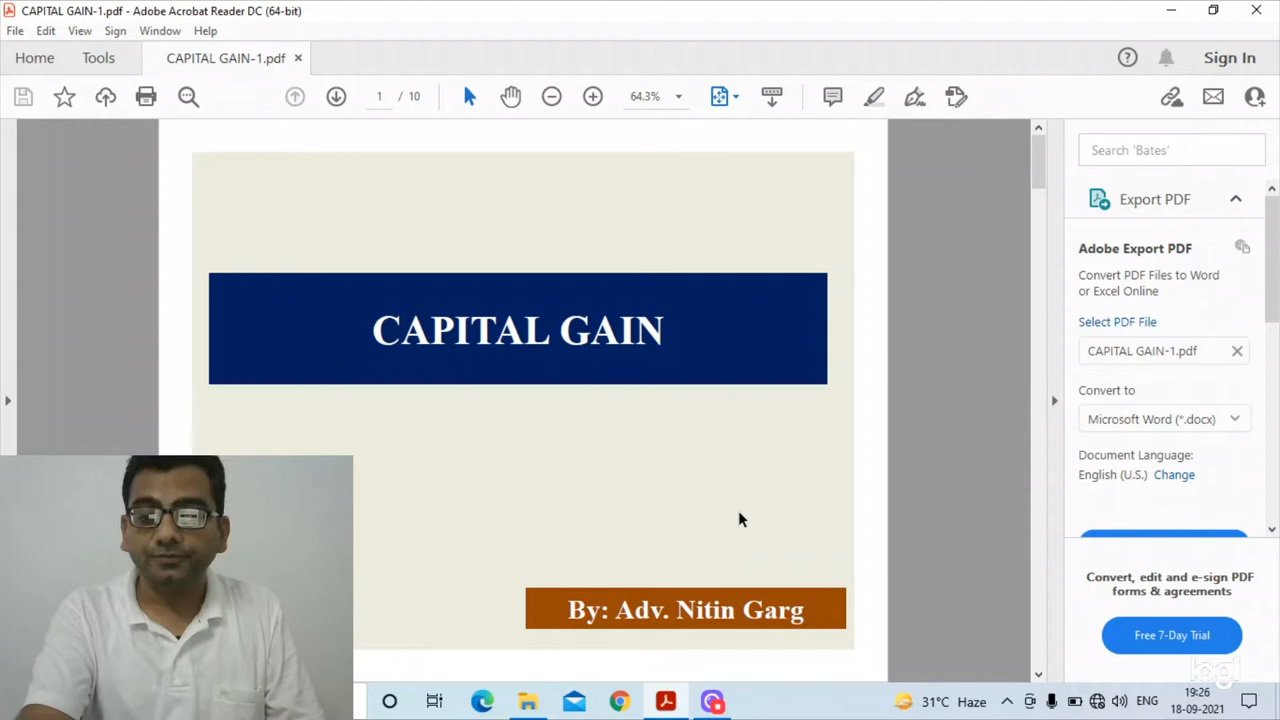 CAPITAL GAIN-1.pdf - Adobe Acrobat Reader DC (64-bit)
File Edit View Sign Window Help
Home Tools CAPITAL GAIN-1.pdf × Sign In
1 / 10 64.3%
CAPITAL GAIN
By: Adv. Nitin Garg
Search 'Bates'
Export PDF
Adobe Export PDF
Convert PDF Files to Word
or Excel Online
Select PDF File
CAPITAL GAIN-1.pdf
Convert to
Microsoft Word (*.docx)
Document Language:
English (U.S.) Change
Convert, edit and e-sign PDF
forms & agreements
Free 7-Day Trial
logi
31°C Haze ENG 19:26
18-09-2021